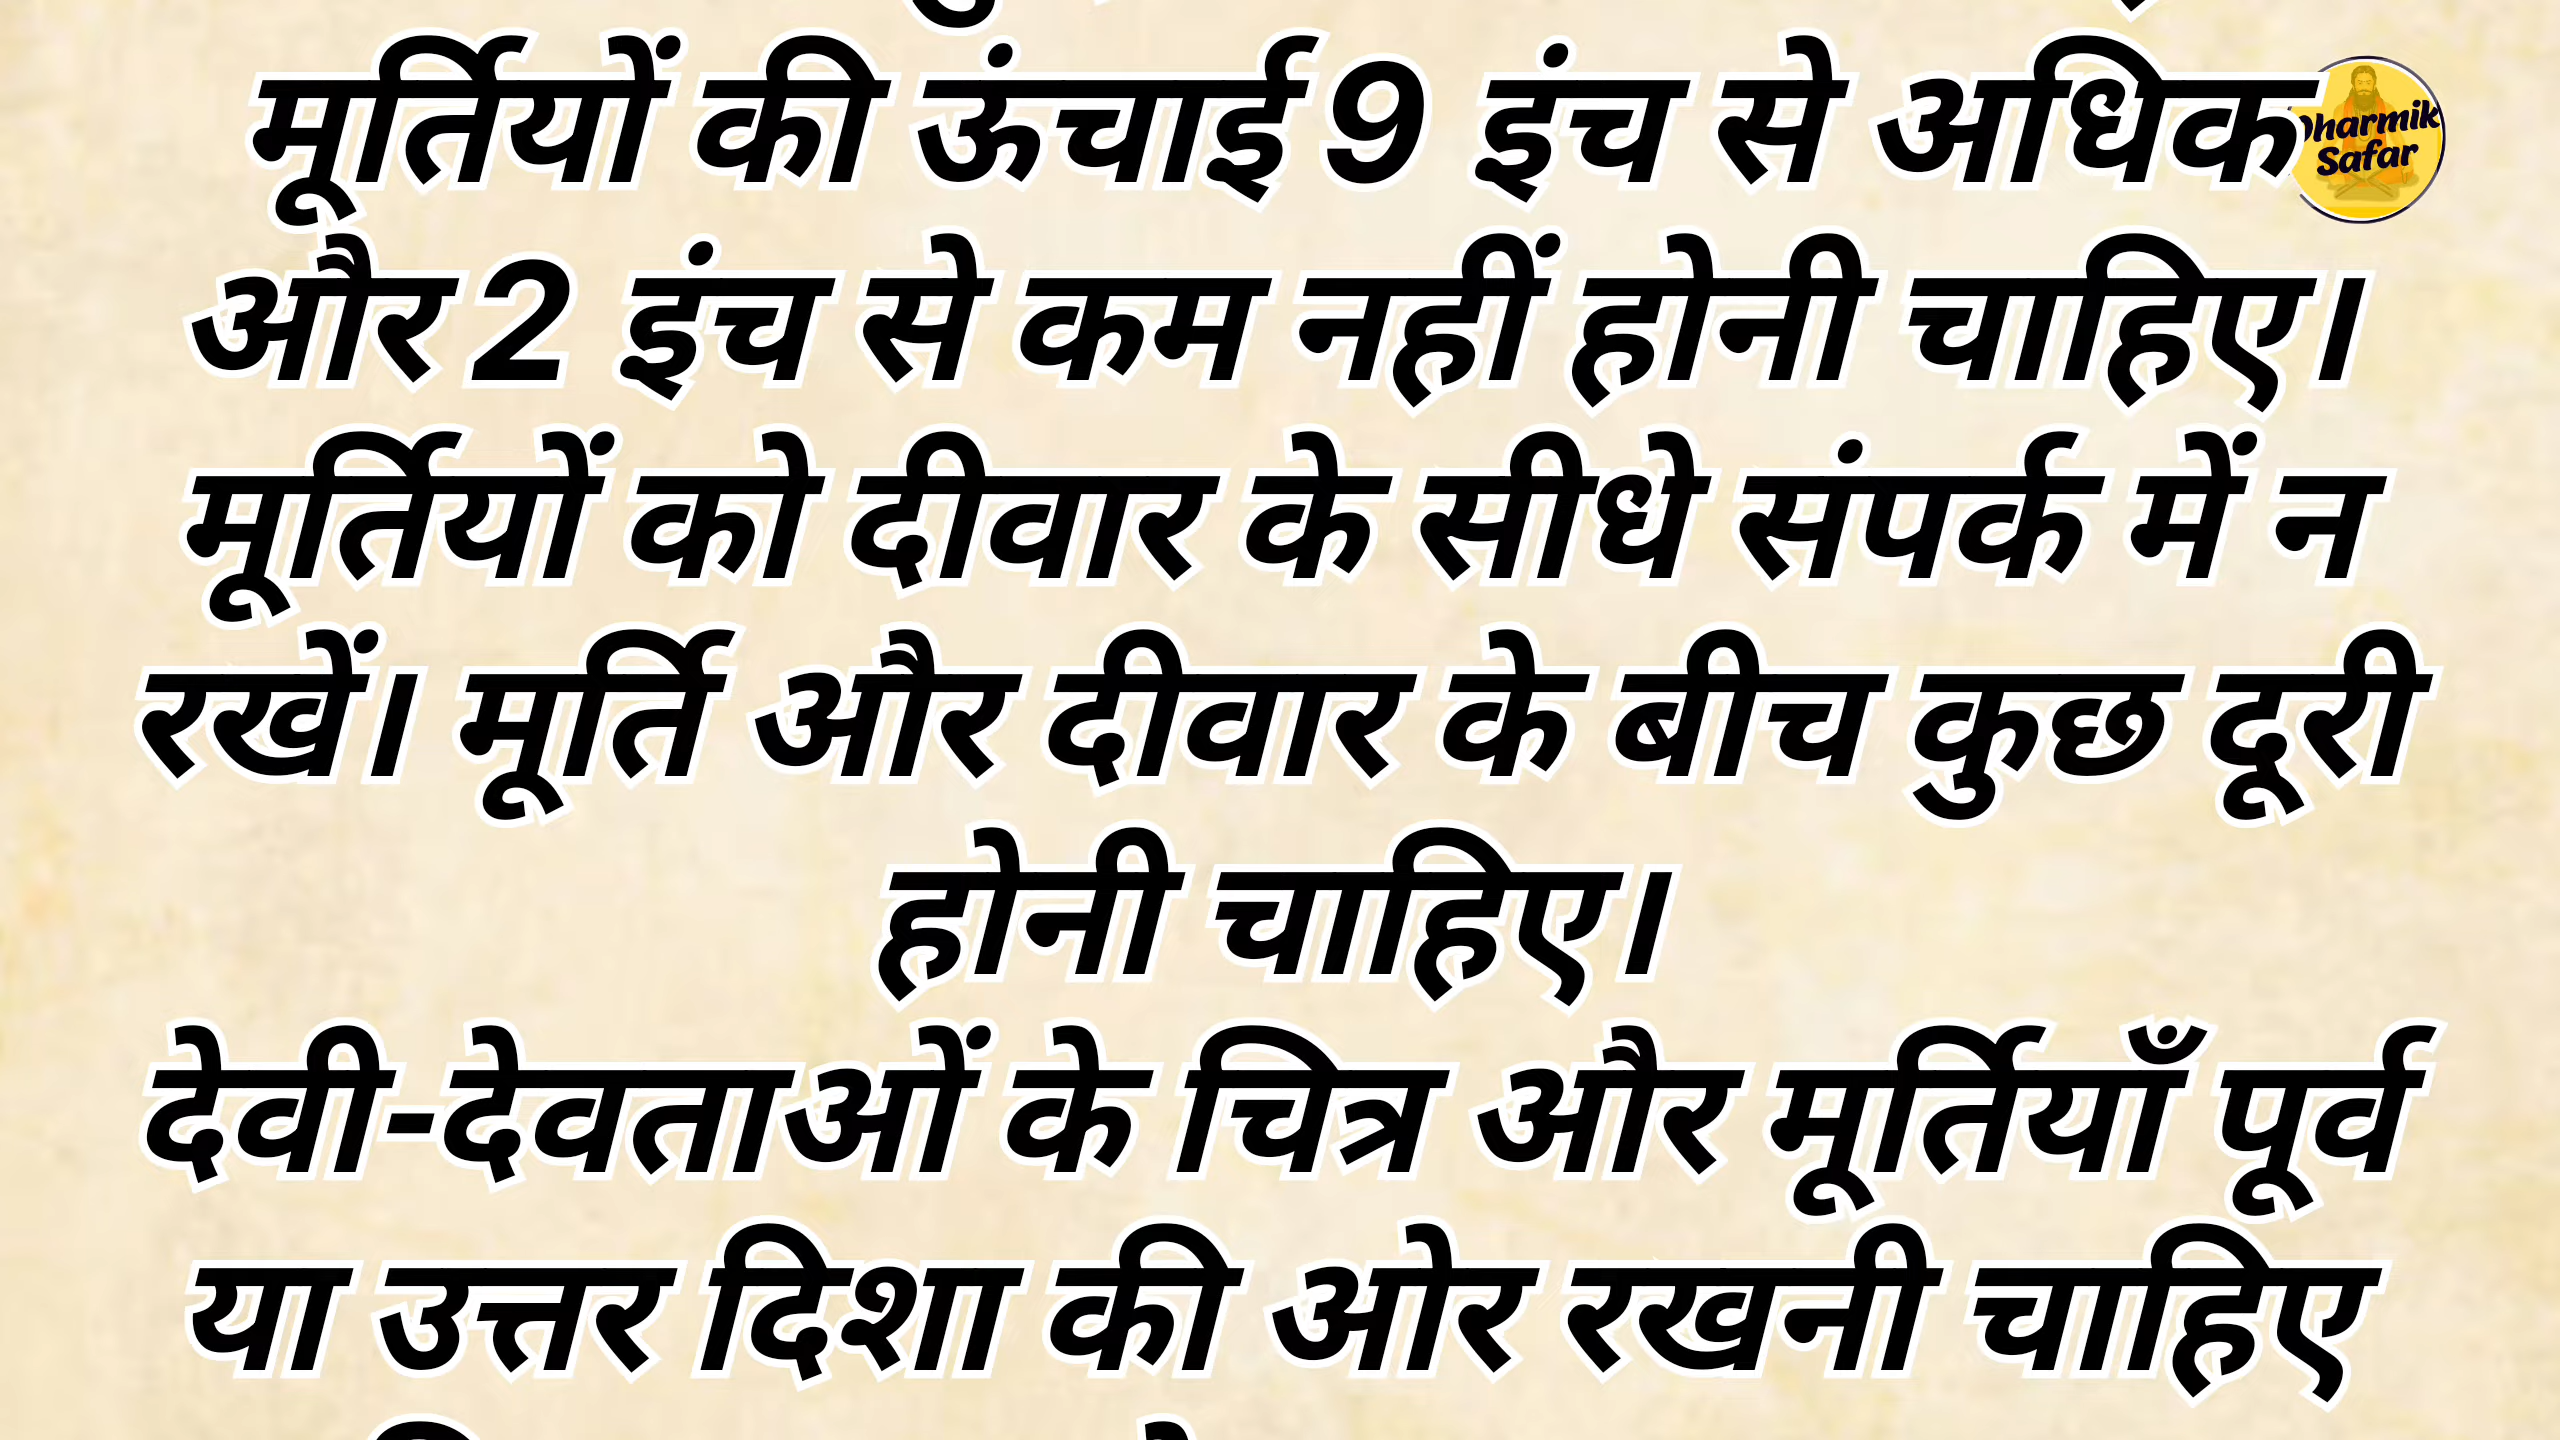 मूर्तियों की ऊंचाई 9 इंच से अधिक
Dharmik
Safar
और 2 इंच से कम नहीं होनी चाहिए।
मूर्तियों को दीवार के सीधे संपर्क में न
रखें। मूर्ति और दीवार के बीच कुछ दूरी
होनी चाहिए।
देवी-देवताओं के चित्र और मूर्तियाँ पूर्व
या उत्तर दिशा की ओर रखनी चाहिए